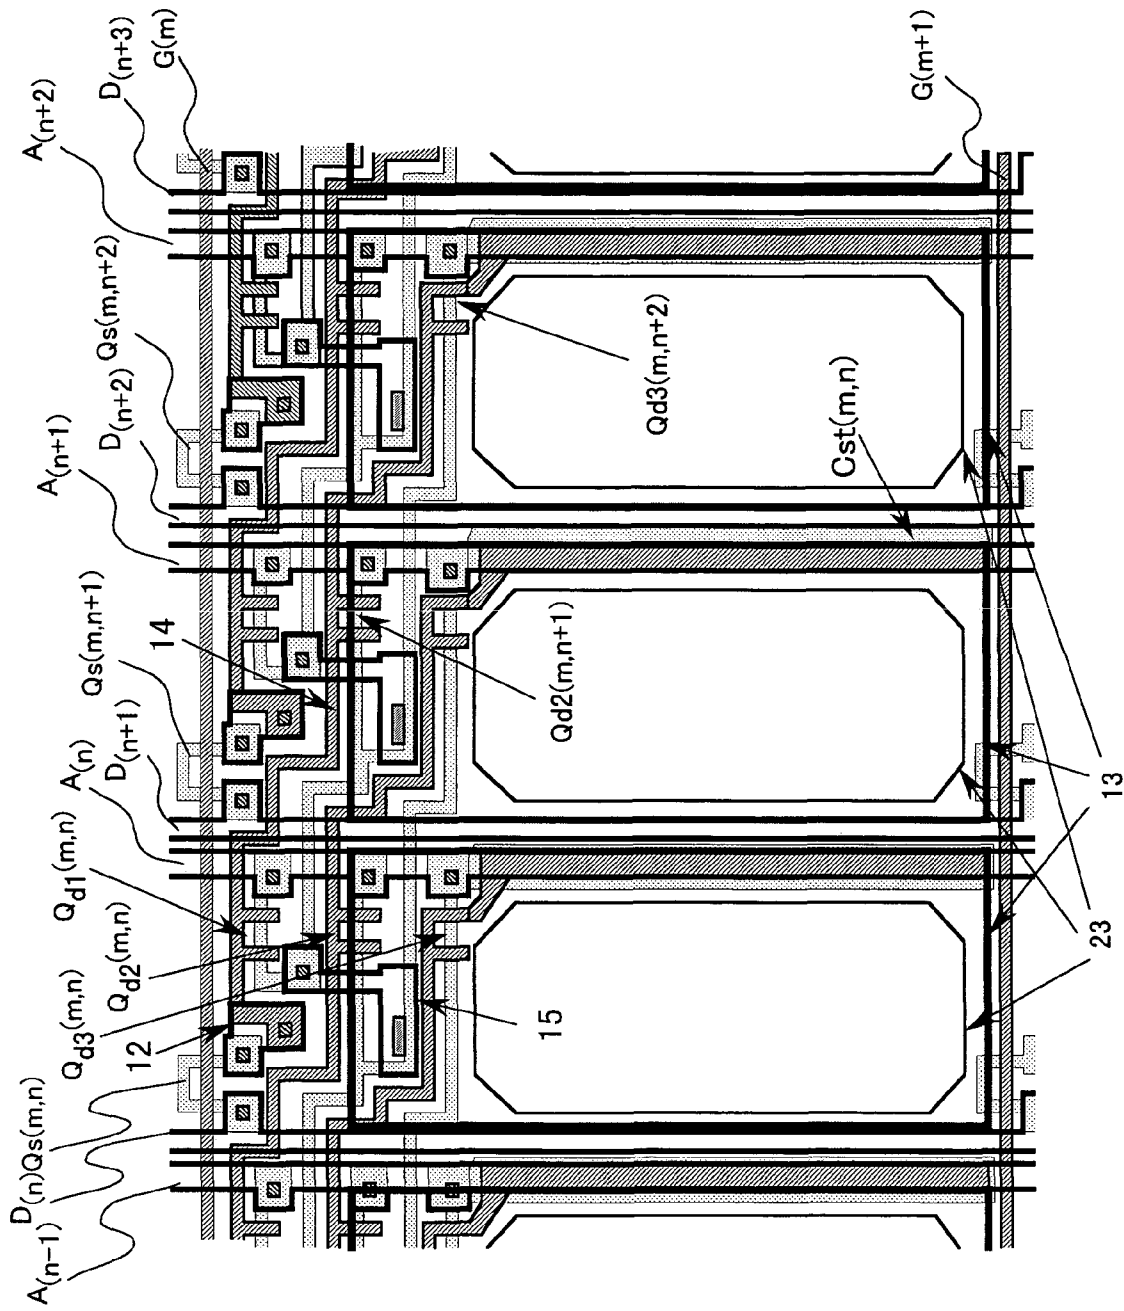 A(n-1)
D(n)
Qs(m,n)
12
Qd3(m,n)
Qd2(m,n)
Qd1(m,n)
D(n+1)
A(n)
Qs(m,n+1)
14
A(n+1)
D(n+2)
Qs(m,n+2)
A(n+2)
D(n+3)
G(m)
15
Qd2(m,n+1)
Qd3(m,n+2)
Cst(m,n)
G(m+1)
23
13